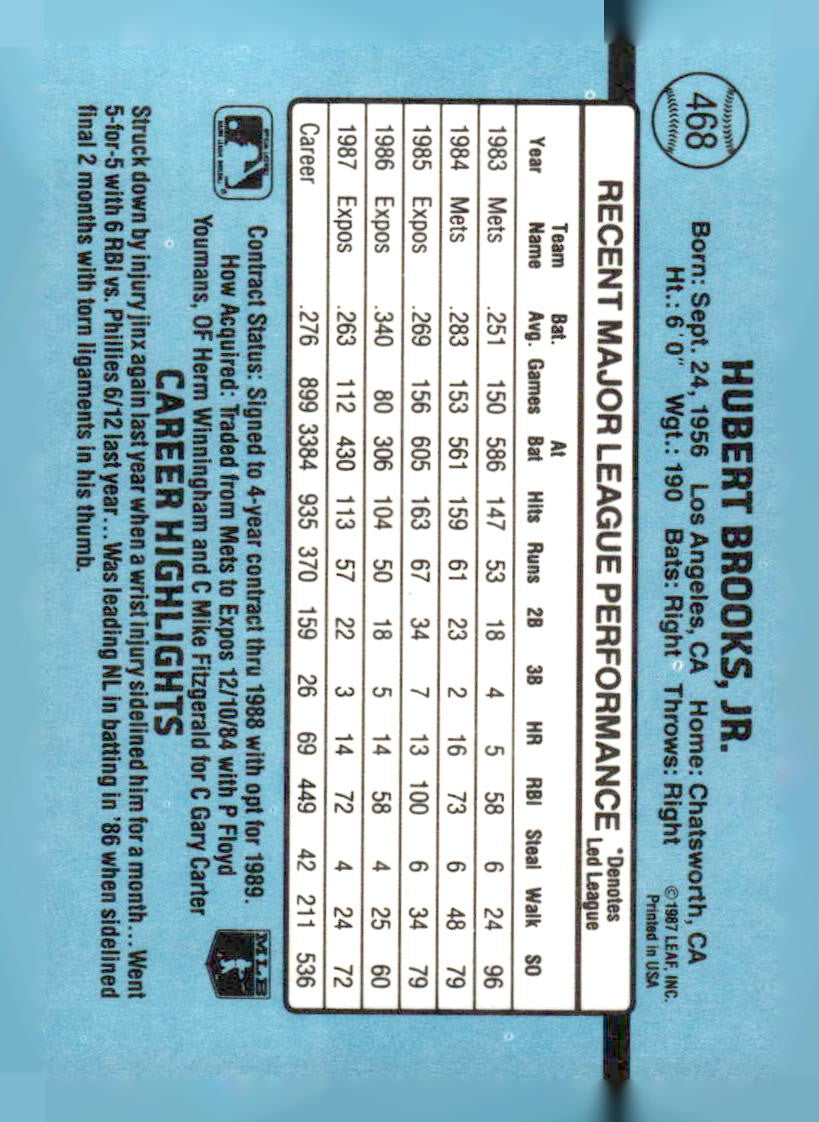 468
HUBERT BROOKS, JR.
Born: Sept. 24, 1956 Los Angeles, CA Home: Chatsworth, CA
Ht.: 6'0" Wgt.: 190 Bats: Right Throws: Right
©1987 LEAF, INC.
Printed in USA
RECENT MAJOR LEAGUE PERFORMANCE *Denotes Led League
Year Team Name Bat. Avg. Games At Bat Hits Runs 2B 3B HR RBI Steal Walk SO
1983 Mets .251 150 586 147 53 18 4 5 58 6 24 96
1984 Mets .283 153 561 159 61 23 2 16 73 6 48 79
1985 Expos .269 156 605 163 67 34 7 13 100 6 34 79
1986 Expos .340 80 306 104 50 18 5 14 58 4 25 60
1987 Expos .263 112 430 113 57 22 3 14 72 4 24 72
Career .276 899 3384 935 370 159 26 69 449 42 211 536
Contract Status: Signed to 4-year contract thru 1988 with opt for 1989.
How Acquired: Traded from Mets to Expos 12/10/84 with P Floyd
Youmans, OF Herm Winningham and C Mike Fitzgerald for C Gary Carter
MLB
CAREER HIGHLIGHTS
Struck down by injury jinx again last year when a wrist injury sidelined him for a month... Went
5-for-5 with 6 RBI vs. Phillies 6/12 last year... Was leading NL in batting in '86 when sidelined
final 2 months with torn ligaments in his thumb.